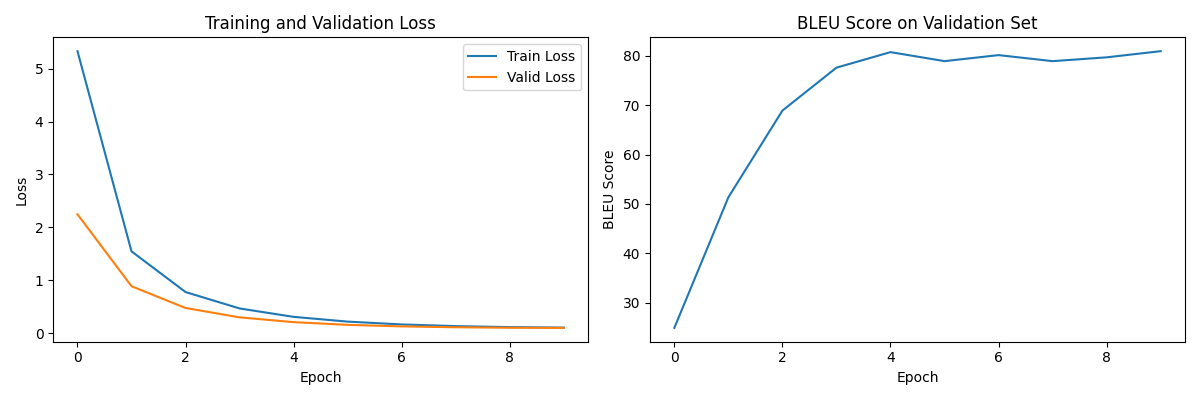 Training and Validation Loss
Train Loss
Valid Loss
5
4
3
2
1
0
Loss
0 2 4 6 8
Epoch
BLEU Score on Validation Set
80
70
60
50
40
30
BLEU Score
0 2 4 6 8
Epoch